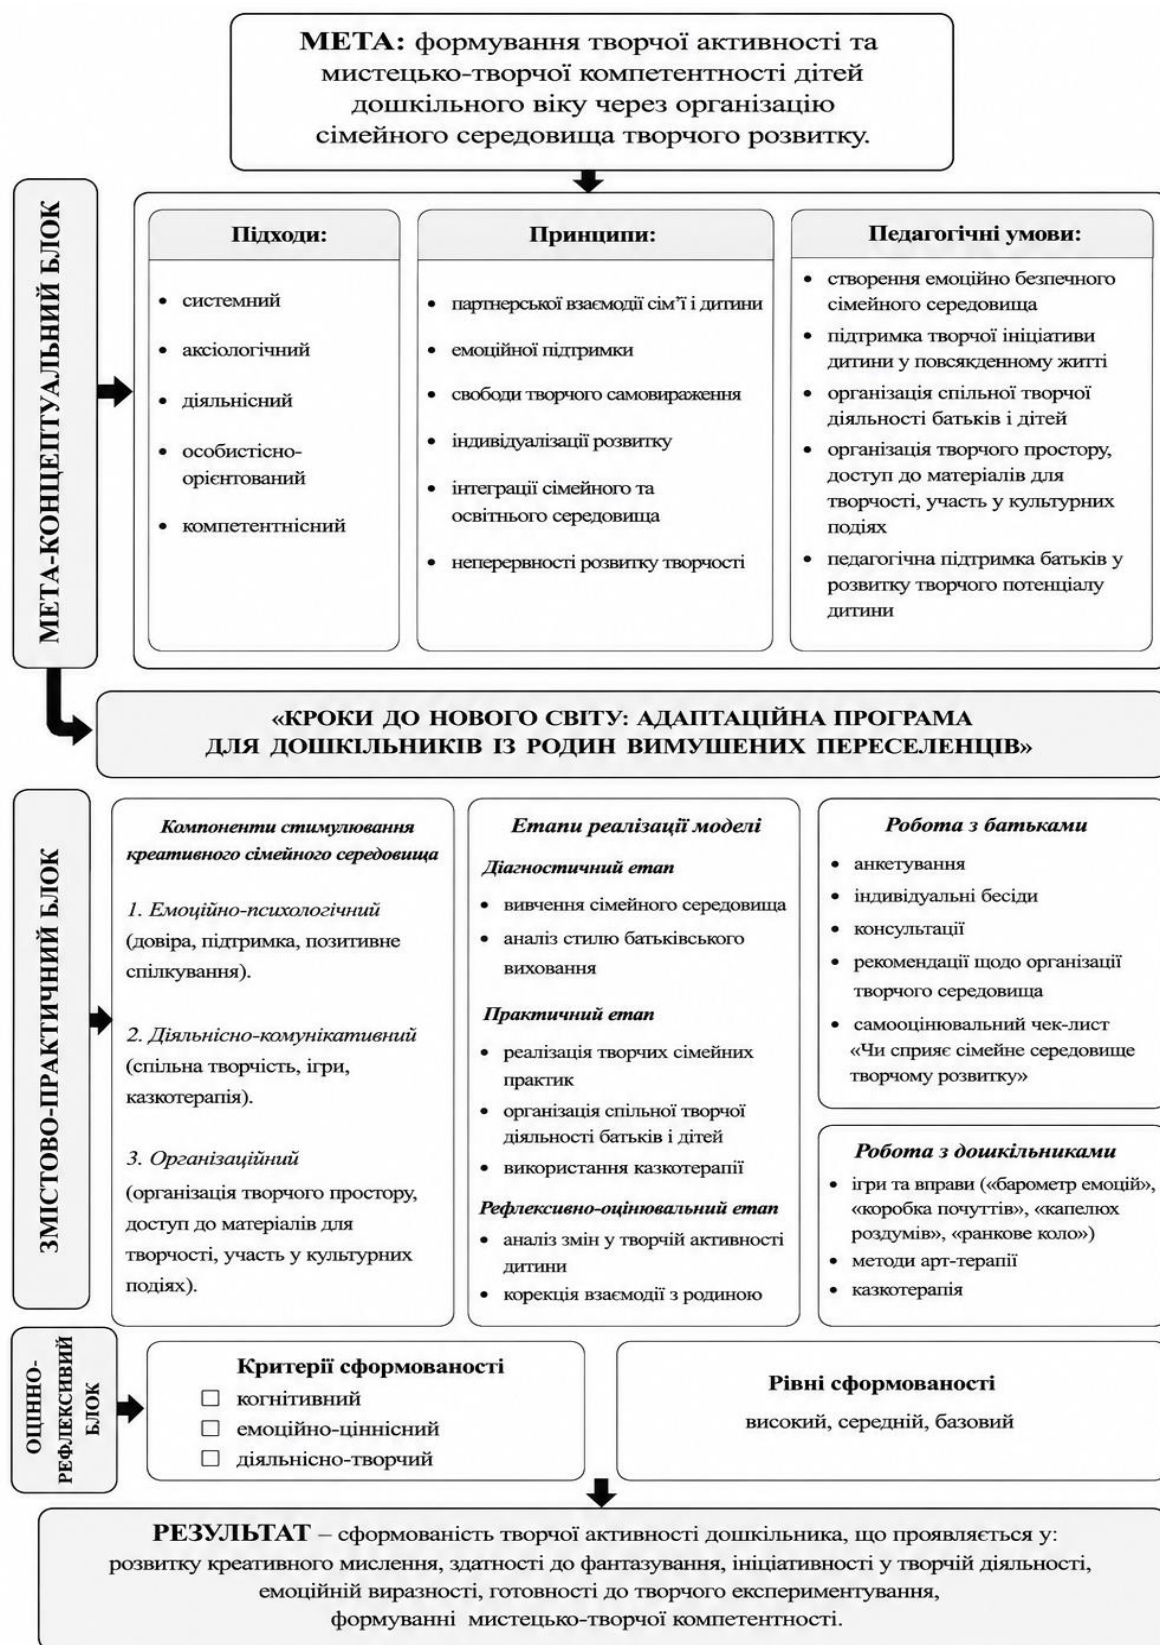 МЕТА: формування творчої активності та
мистецько-творчої компетентності дітей
дошкільного віку через організацію
сімейного середовища творчого розвитку.
МЕТА-КОНЦЕПТУАЛЬНИЙ БЛОК
Підходи:
• системний
• аксіологічний
• діяльнісний
• особистісно-
орієнтований
• компетентнісний
Принципи:
• партнерської взаємодії сім’ї і дитини
• емоційної підтримки
• свободи творчого самовираження
• індивідуалізації розвитку
• інтеграції сімейного та
освітнього середовища
• неперервності розвитку творчості
Педагогічні умови:
• створення емоційно безпечного
сімейного середовища
• підтримка творчої ініціативи
дитини у повсякденному житті
• організація спільної творчої
діяльності батьків і дітей
• організація творчого простору,
доступ до матеріалів для
творчості, участь у культурних
подіях
• педагогічна підтримка батьків у
розвитку творчого потенціалу
дитини
«КРОКИ ДО НОВОГО СВІТУ: АДАПТАЦІЙНА ПРОГРАМА
ДЛЯ ДОШКІЛЬНИКІВ ІЗ РОДИН ВИМУШЕНИХ ПЕРЕСЕЛЕНЦІВ»
ЗМІСТОВО-ПРАКТИЧНИЙ БЛОК
Компоненти стимулювання
креативного сімейного середовища
1. Емоційно-психологічний
(довіра, підтримка, позитивне
спілкування).
2. Діяльнісно-комунікативний
(спільна творчість, ігри,
казкотерапія).
3. Організаційний
(організація творчого простору,
доступ до матеріалів для
творчості, участь у культурних
подіях).
Етапи реалізації моделі
Діагностичний етап
• вивчення сімейного середовища
• аналіз стилю батьківського
виховання
Практичний етап
• реалізація творчих сімейних
практик
• організація спільної творчої
діяльності батьків і дітей
• використання казкотерапії
Рефлексивно-оцінювальний етап
• аналіз змін у творчій активності
дитини
• корекція взаємодії з родиною
Робота з батьками
• анкетування
• індивідуальні бесіди
• консультації
• рекомендації щодо організації
творчого середовища
• самооцінювальний чек-лист
«Чи сприяє сімейне середовище
творчому розвитку»
Робота з дошкільниками
• ігри та вправи («барометр емоцій»,
«коробка почуттів», «капелюх
роздумів», «ранкове коло»)
• методи арт-терапії
• казкотерапія
ОЦІННО-
РЕФЛЕКСИВИЙ
БЛОК
Критерії сформованості
☐ когнітивний
☐ емоційно-ціннісний
☐ діяльнісно-творчий
Рівні сформованості
високий, середній, базовий
РЕЗУЛЬТАТ – сформованість творчої активності дошкільника, що проявляється у:
розвитку креативного мислення, здатності до фантазування, ініціативності у творчій діяльності,
емоційній виразності, готовності до творчого експериментування,
формуванні мистецько-творчої компетентності.